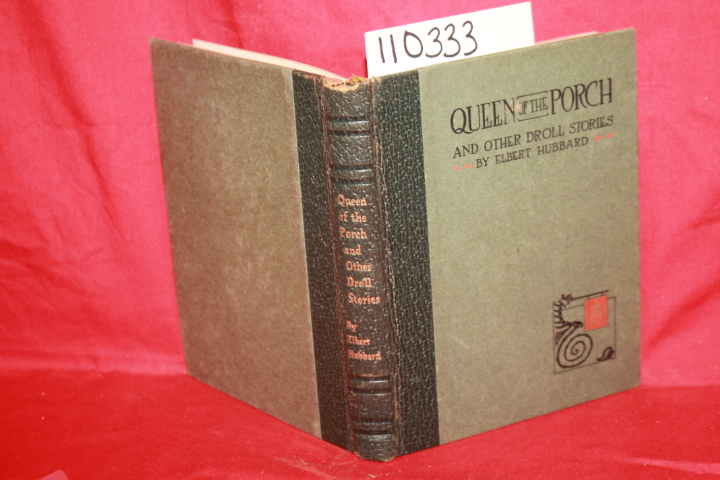 110333
QUEEN OF THE PORCH
AND OTHER DROLL STORIES
BY ELBERT HUBBARD
Queen
of the
Porch
and
Other
Droll
Stories
By
Elbert
Hubbard